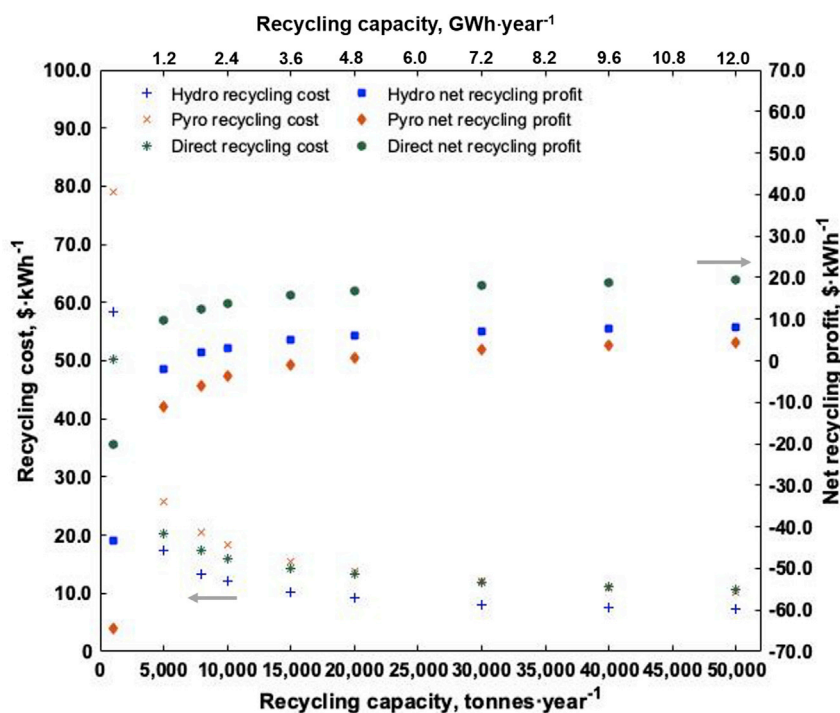 Recycling capacity, GWh·year⁻¹
1.2 2.4 3.6 4.8 6.0 7.2 8.2 9.6 10.8 12.0
100.0 70.0
Hydro recycling cost Hydro net recycling profit
Pyro recycling cost Pyro net recycling profit
Direct recycling cost Direct net recycling profit
90.0 60.0
80.0 50.0
70.0 40.0
60.0 30.0
50.0 20.0
40.0 10.0
30.0 0
20.0 -10.0
10.0 -20.0
0 -30.0
-40.0
-50.0
-60.0
-70.0
Recycling cost, $·kWh⁻¹
Net recycling profit, $·kWh⁻¹
0 5,000 10,000 15,000 20,000 25,000 30,000 35,000 40,000 45,000 50,000
Recycling capacity, tonnes·year⁻¹